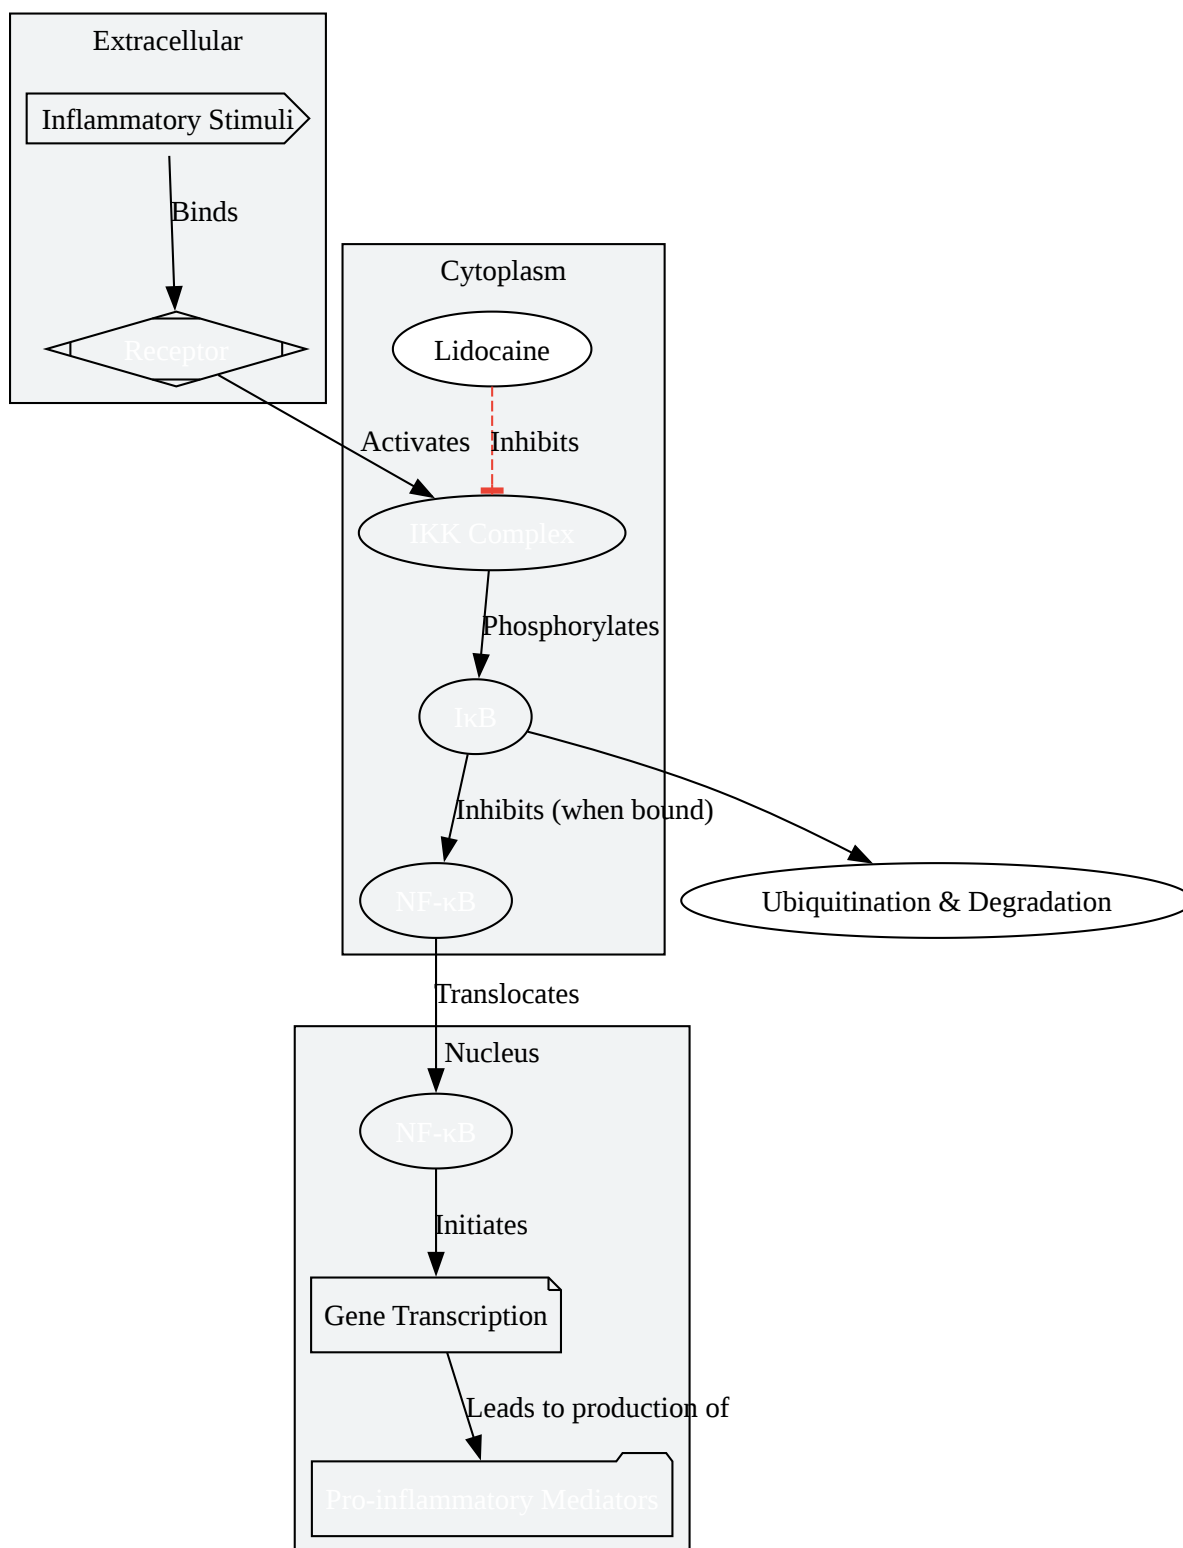 Extracellular
Inflammatory Stimuli
Binds
Receptor
Cytoplasm
Lidocaine
Activates
Inhibits
IKK Complex
Phosphorylates
IκB
Inhibits (when bound)
NF-κB
Ubiquitination & Degradation
Translocates
Nucleus
NF-κB
Initiates
Gene Transcription
Leads to production of
Pro-inflammatory Mediators